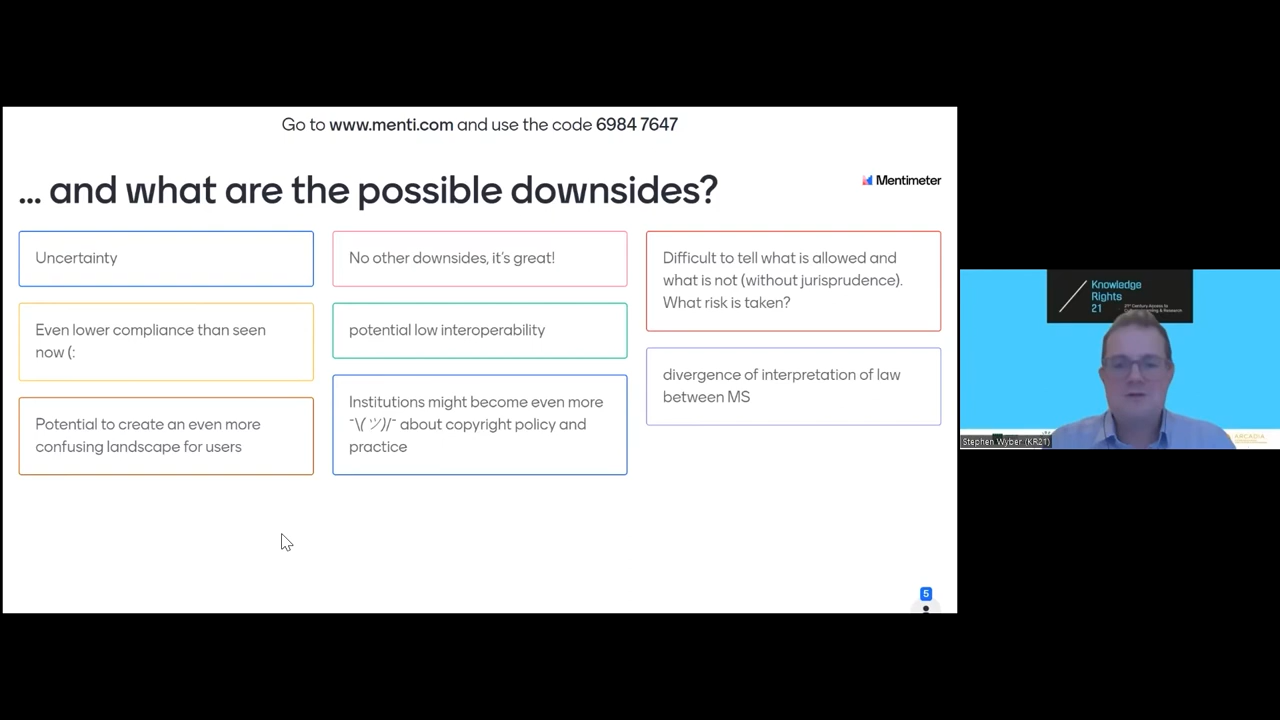 Go to www.menti.com and use the code 6984 7647
... and what are the possible downsides?
Mentimeter
Uncertainty
Even lower compliance than seen
now (:
Potential to create an even more
confusing landscape for users
No other downsides, it's great!
potential low interoperability
Institutions might become even more
¯\(ツ)/¯ about copyright policy and
practice
Difficult to tell what is allowed and
what is not (without jurisprudence).
What risk is taken?
divergence of interpretation of law
between MS
5
Knowledge
Rights
21
Stephen Wyber (KR21)
ARCADIA